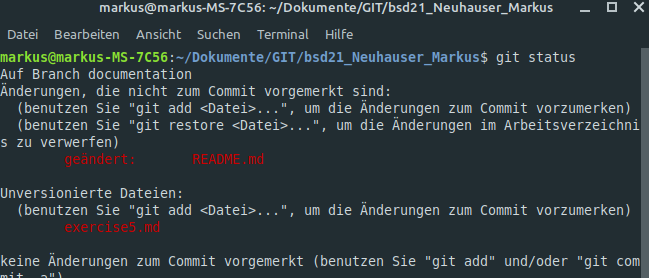 markus@markus-MS-7C56: ~/Dokumente/GIT/bsd21_Neuhauser_Markus
Datei Bearbeiten Ansicht Suchen Terminal Hilfe
markus@markus-MS-7C56:~/Dokumente/GIT/bsd21_Neuhauser_Markus$ git status
Auf Branch documentation
Änderungen, die nicht zum Commit vorgemerkt sind:
  (benutzen Sie "git add <Datei>...", um die Änderungen zum Commit vorzumerken)
  (benutzen Sie "git restore <Datei>...", um die Änderungen im Arbeitsverzeichni
s zu verwerfen)
        geändert:       README.md
Unversionierte Dateien:
  (benutzen Sie "git add <Datei>...", um die Änderungen zum Commit vorzumerken)
        exercise5.md
keine Änderungen zum Commit vorgemerkt (benutzen Sie "git add" und/oder "git com
mit -a")